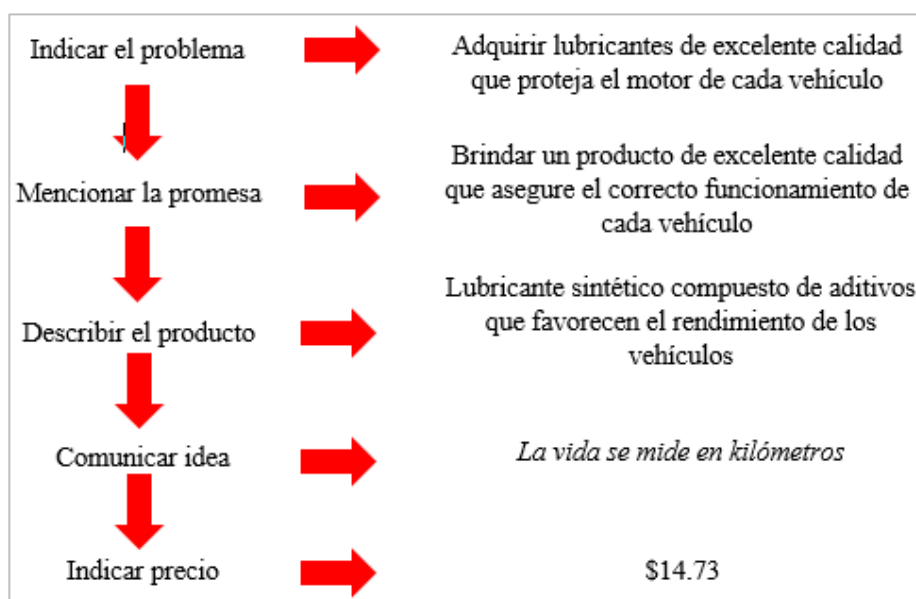 Indicar el problema
Adquirir lubricantes de excelente calidad
que proteja el motor de cada vehículo
Mencionar la promesa
Brindar un producto de excelente calidad
que asegure el correcto funcionamiento de
cada vehículo
Describir el producto
Lubricante sintético compuesto de aditivos
que favorecen el rendimiento de los
vehículos
Comunicar idea
La vida se mide en kilómetros
Indicar precio
$14.73